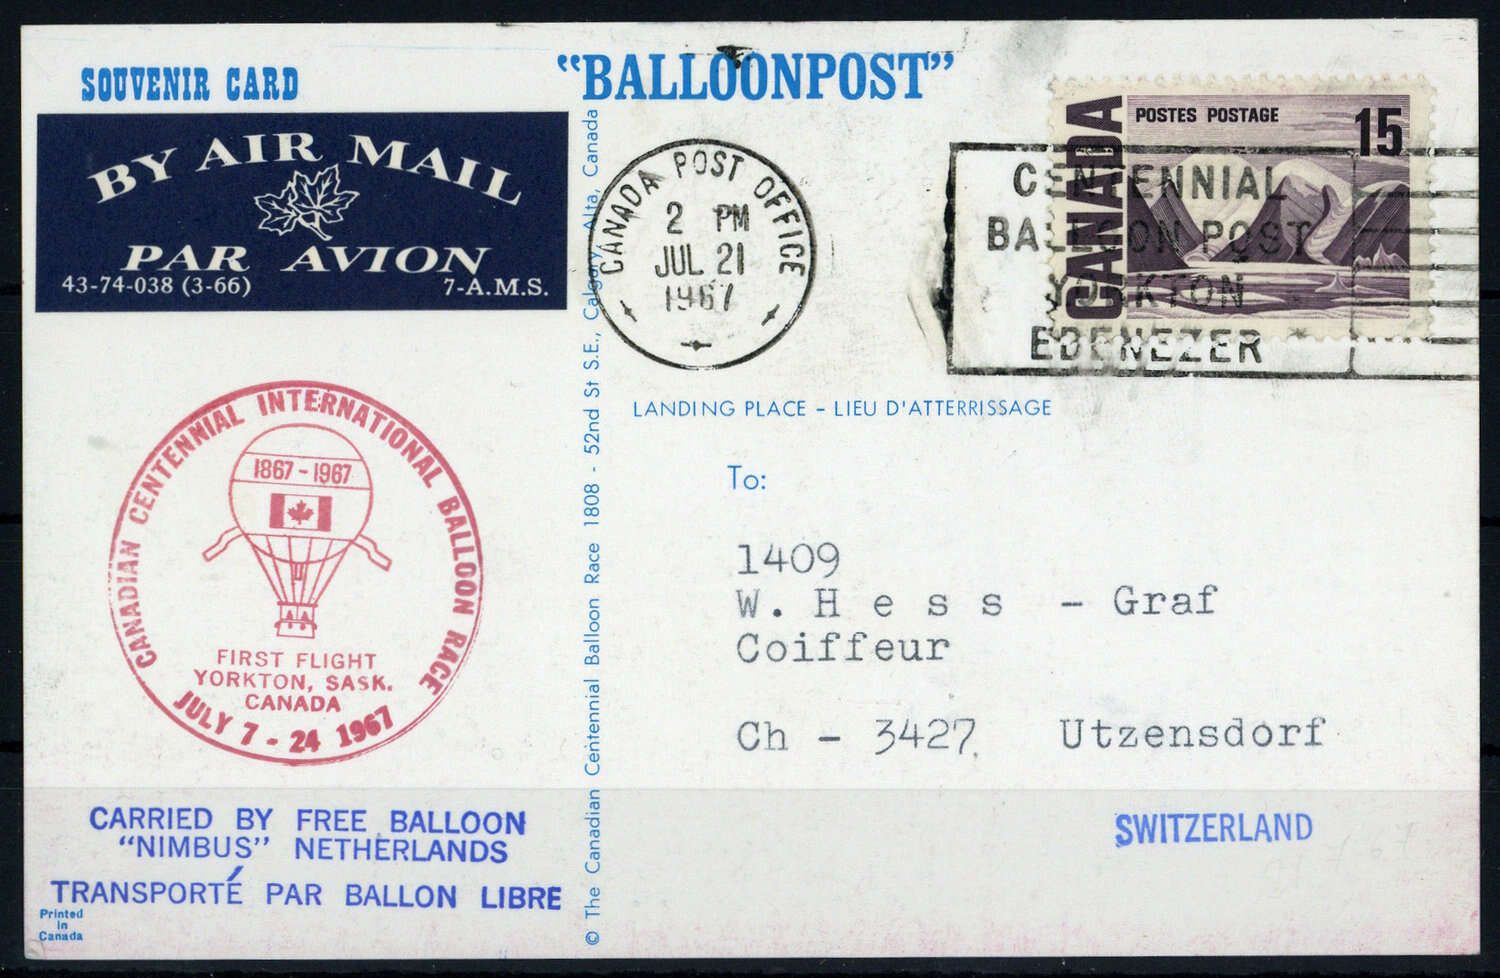 SOUVENIR CARD
"BALLOONPOST"
BY AIR MAIL
PAR AVION
43-74-038 (3-66)
7-A.M.S.
CANADA POST OFFICE
2 PM
JUL 21
1967
CANADA
POSTES POSTAGE
15
CENTENNIAL
BALLOON POST
YORKTON
EBENEZER
LANDING PLACE - LIEU D'ATTERRISSAGE
To:
1409
W. Hess - Graf
Coiffeur
Ch - 3427 Utzensdorf
SWITZERLAND
CANADIAN CENTENNIAL INTERNATIONAL BALLOON RACE
1867-1967
FIRST FLIGHT
YORKTON, SASK.
CANADA
JULY 7 - 24 1967
CARRIED BY FREE BALLOON
"NIMBUS" NETHERLANDS
TRANSPORTÉ PAR BALLON LIBRE
Printed
in
Canada
© The Canadian Centennial Balloon Race 1808 - 52nd St S.E., Calgary, Alta, Canada